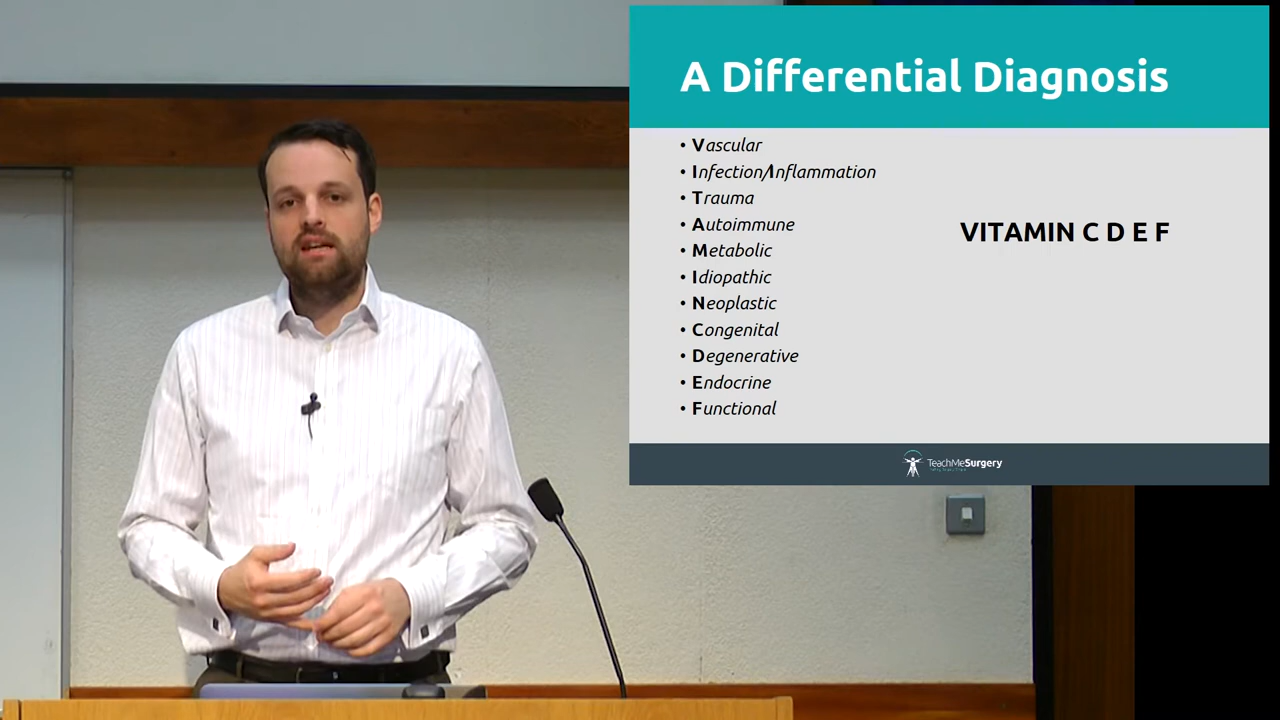 A Differential Diagnosis
• Vascular
• Infection/Inflammation
• Trauma
• Autoimmune
• Metabolic
• Idiopathic
• Neoplastic
• Congenital
• Degenerative
• Endocrine
• Functional
VITAMIN C D E F
TeachMeSurgery